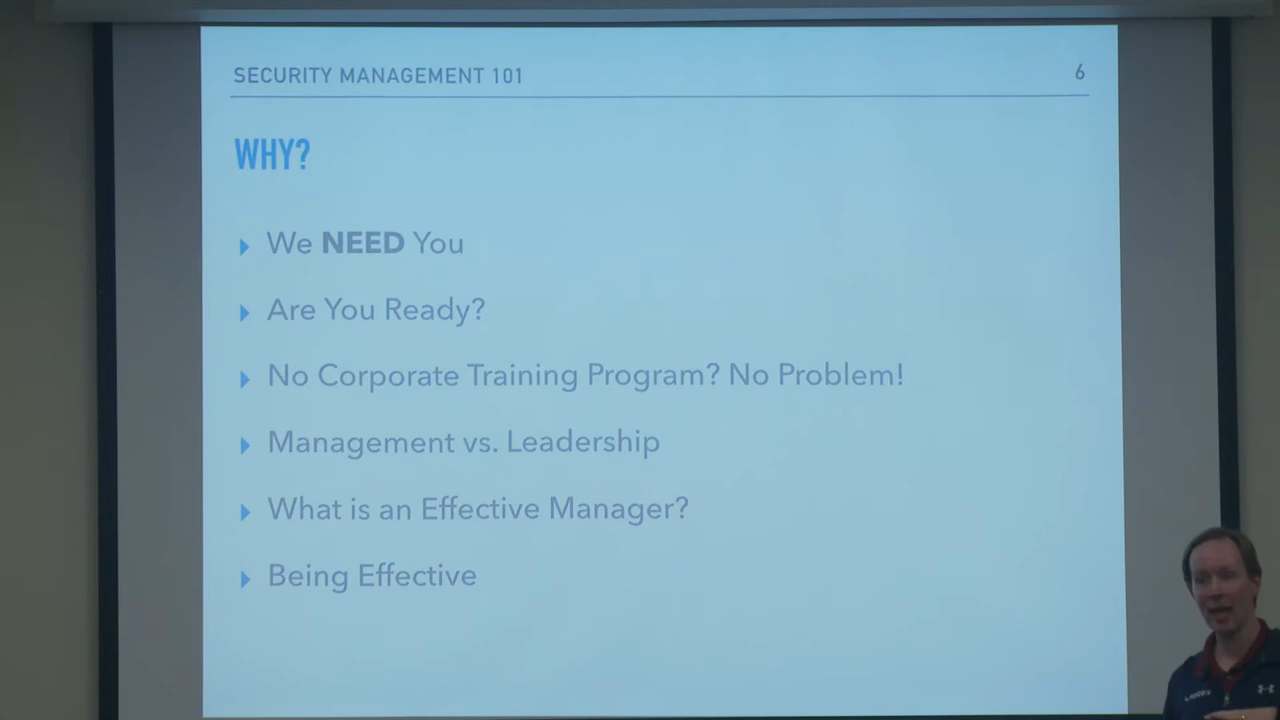 SECURITY MANAGEMENT 101
6
WHY?
We NEED You
Are You Ready?
No Corporate Training Program? No Problem!
Management vs. Leadership
What is an Effective Manager?
Being Effective